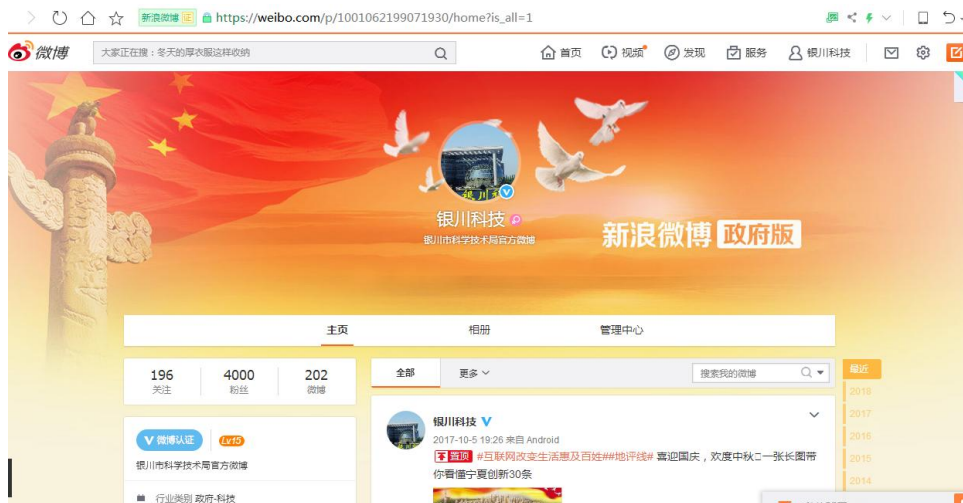 新浪微博 证 https://weibo.com/p/1001062199071930/home?is_all=1
微博 大家正在搜：冬天的厚衣服这样收纳 首页 视频 发现 服务 银川科技
银川科技
银川市科学技术局官方微博
新浪微博 政府版
主页 相册 管理中心
196 4000 202
关注 粉丝 微博
全部 更多 搜索我的微博
最近
2018
2017
2016
2015
2014
V 微博认证 Lv15
银川市科学技术局官方微博
行业类别 政府-科技
银川科技 V
2017-10-5 19:26 来自 Android
置顶 #互联网改变生活惠及百姓##地评线# 喜迎国庆，欢度中秋□一张长图带
你看懂宁夏创新30条